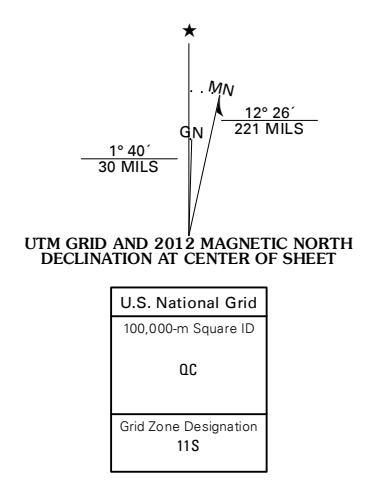 ★
MN
GN
12° 26´
221 MILS
1° 40´
30 MILS
UTM GRID AND 2012 MAGNETIC NORTH
DECLINATION AT CENTER OF SHEET
U.S. National Grid
100,000-m Square ID
QC
Grid Zone Designation
11S